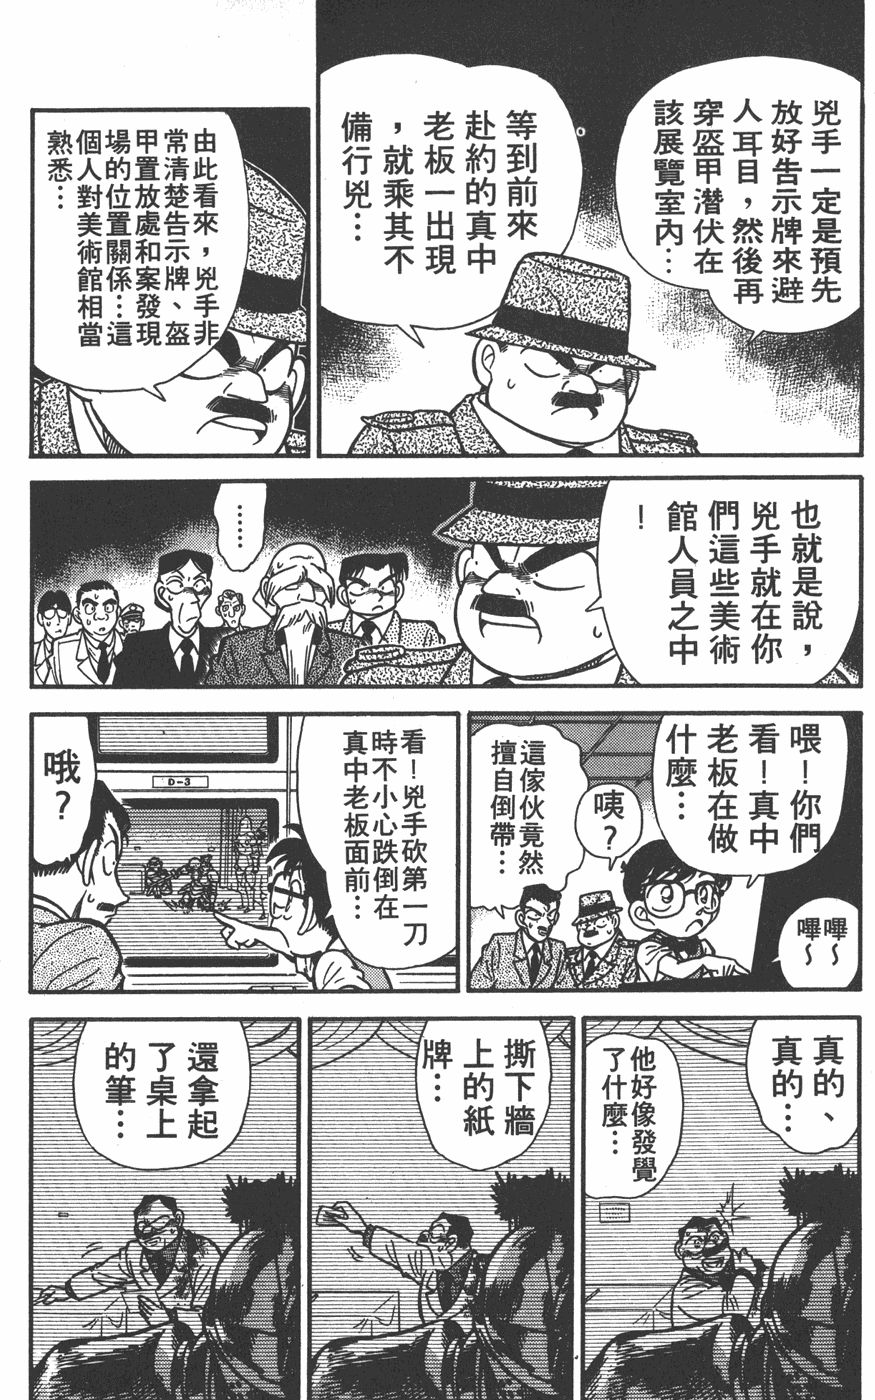 兇手一定是預先
放好告示牌來避
人耳目，然後再
穿盔甲潛伏在
該展覽室內…
等到前來
赴約的真中
老板一出現
，就乘其不
備行兇…
由此看來，兇手非
常清楚告示牌、盔
甲置放處和案發現
場的位置關係…這
個人對美術館相當
熟悉…
也就是說，
兇手就在你
們這些美術
館人員之中
！
……
喂！你們
看！真中
老板在做
什麼…
嗶～
嗶～
咦？
這傢伙竟然
擅自倒帶…
看！兇手砍第一刀
時不小心跌倒在
真中老板面前…
哦？
D-3
真的、
真的…
他好像發覺
了什麼…
撕下牆
上的紙
牌…
還拿起
了桌上
的筆…